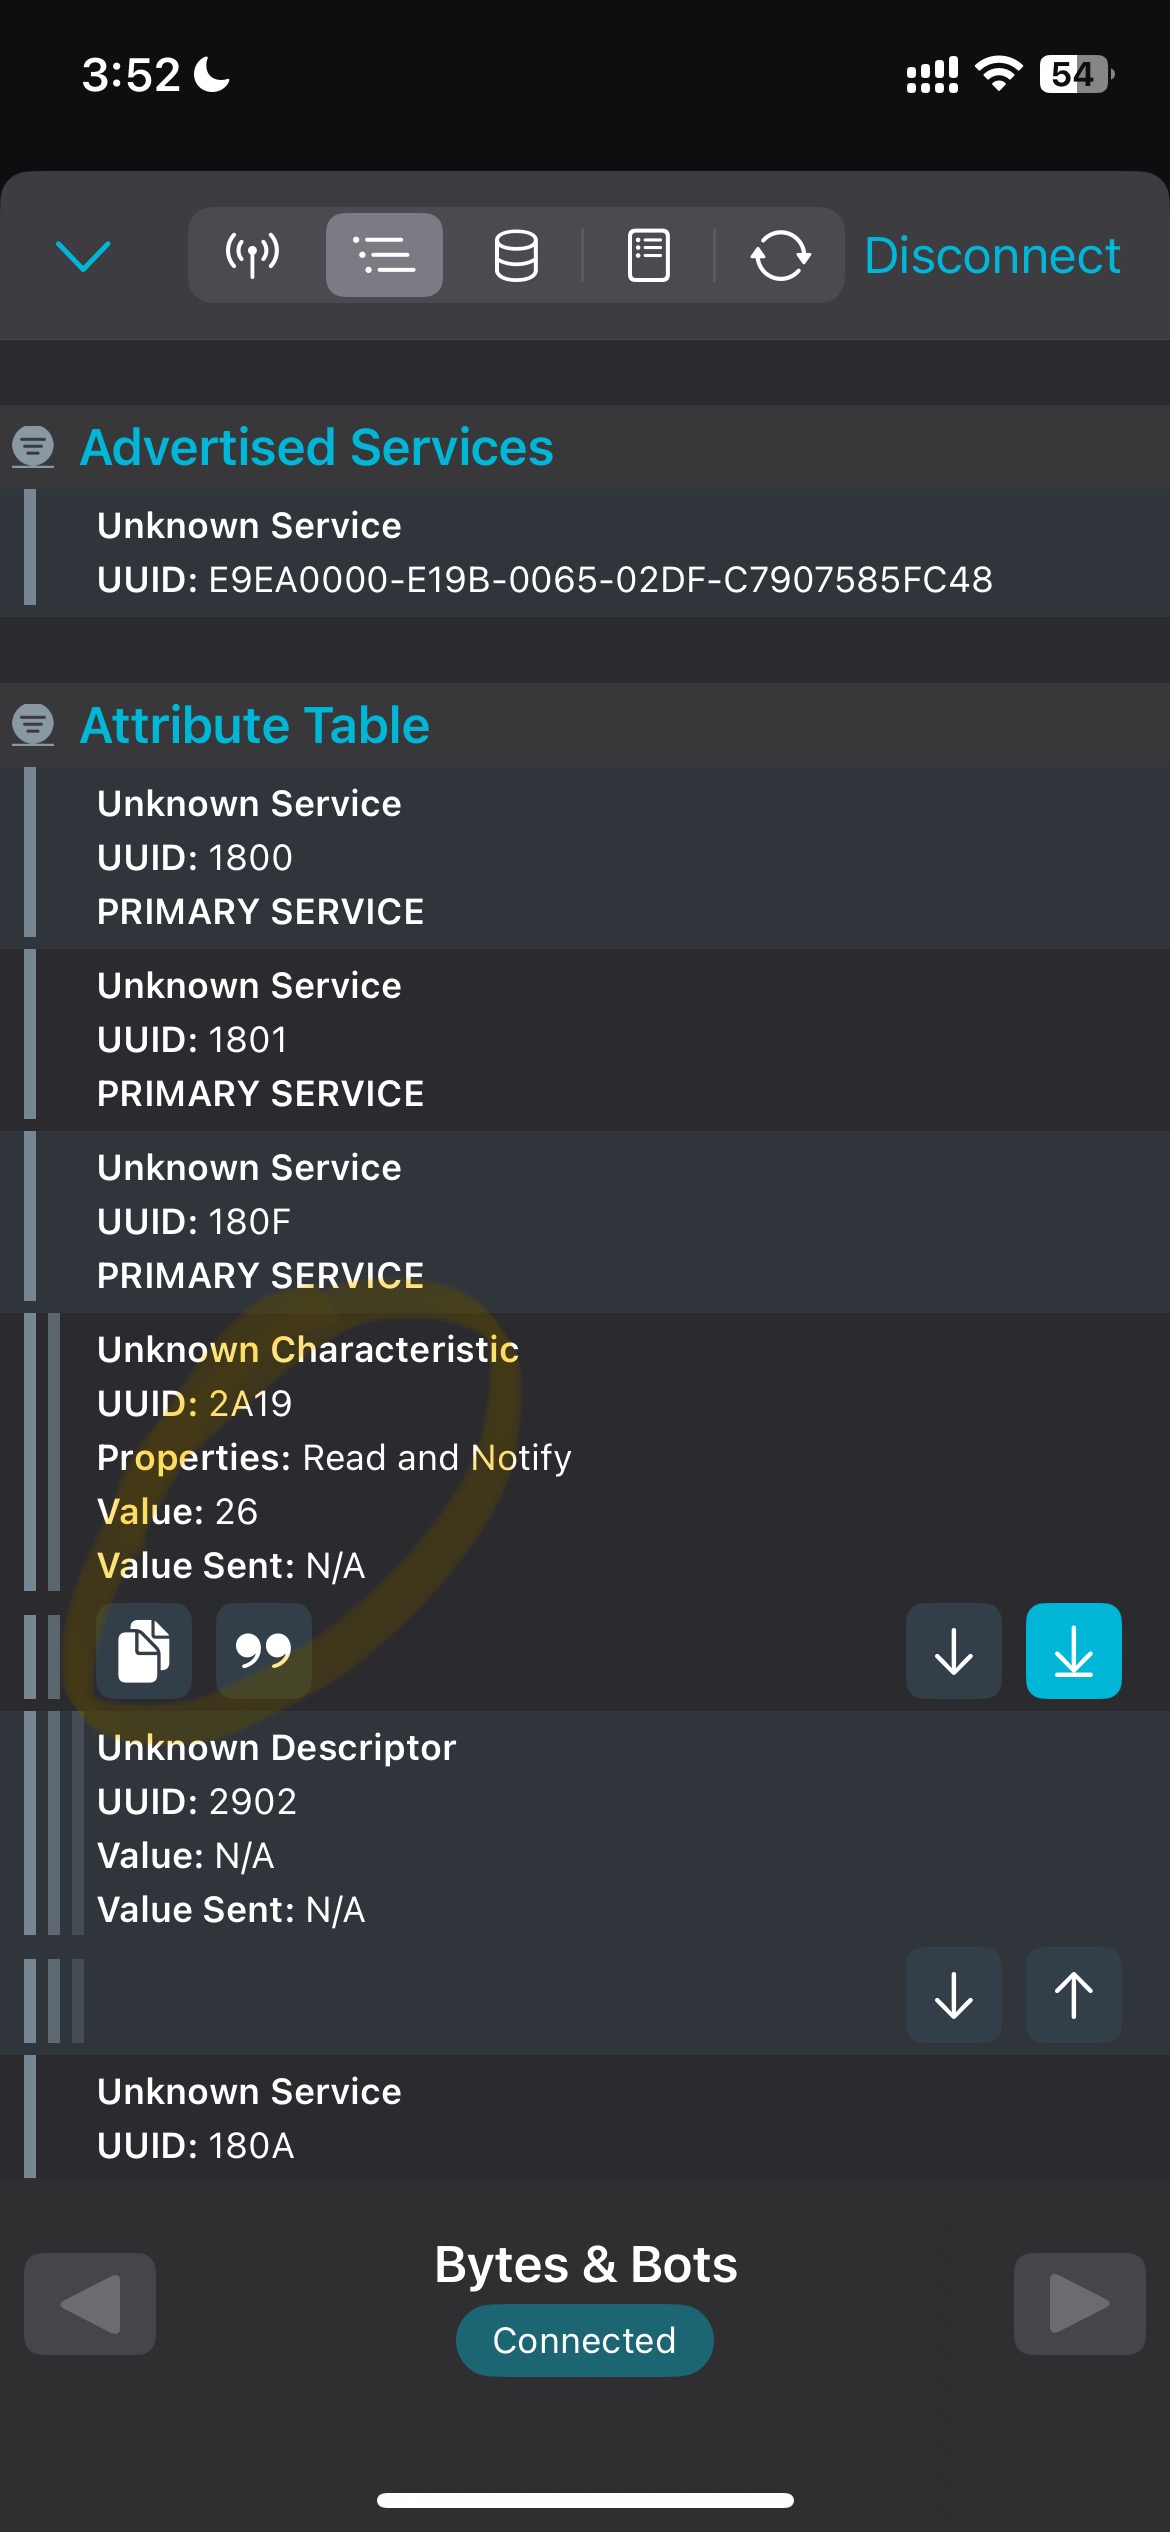 3:52
54
Disconnect
Advertised Services
Unknown Service
UUID: E9EA0000-E19B-0065-02DF-C7907585FC48
Attribute Table
Unknown Service
UUID: 1800
PRIMARY SERVICE
Unknown Service
UUID: 1801
PRIMARY SERVICE
Unknown Service
UUID: 180F
PRIMARY SERVICE
Unknown Characteristic
UUID: 2A19
Properties: Read and Notify
Value: 26
Value Sent: N/A
Unknown Descriptor
UUID: 2902
Value: N/A
Value Sent: N/A
Unknown Service
UUID: 180A
Bytes & Bots
Connected